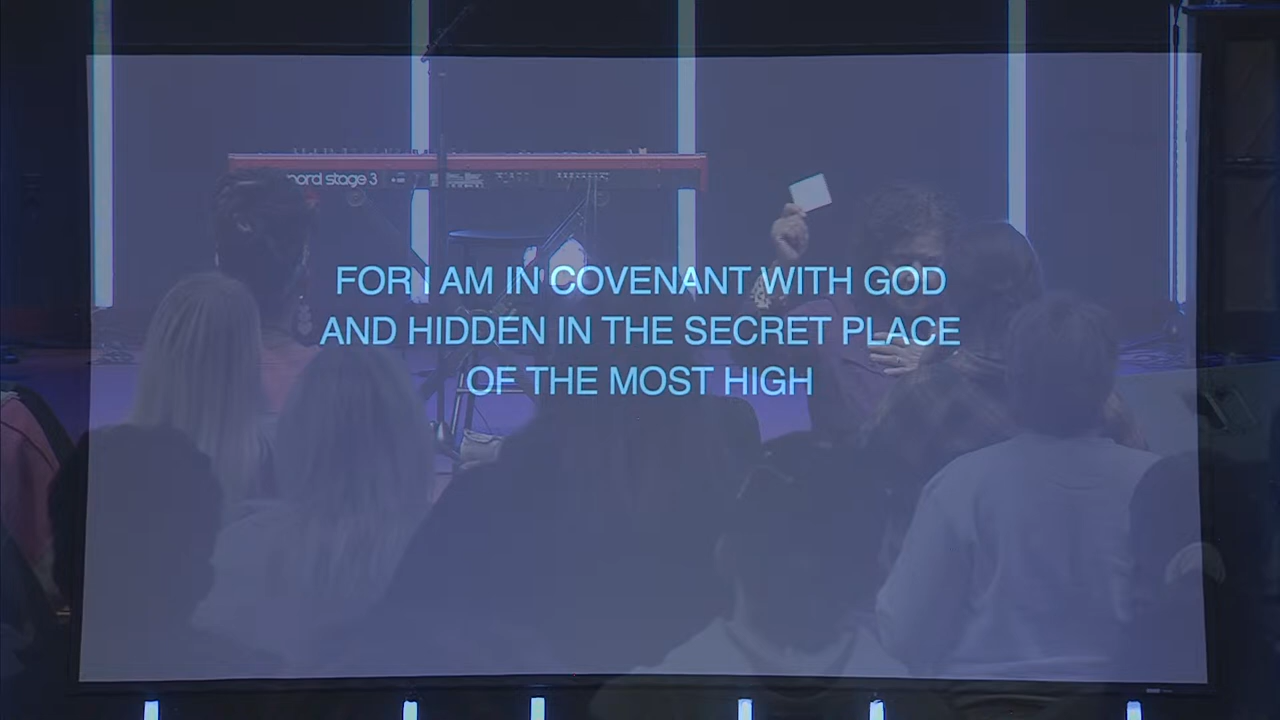 nord stage 3
FOR I AM IN COVENANT WITH GOD
AND HIDDEN IN THE SECRET PLACE
OF THE MOST HIGH